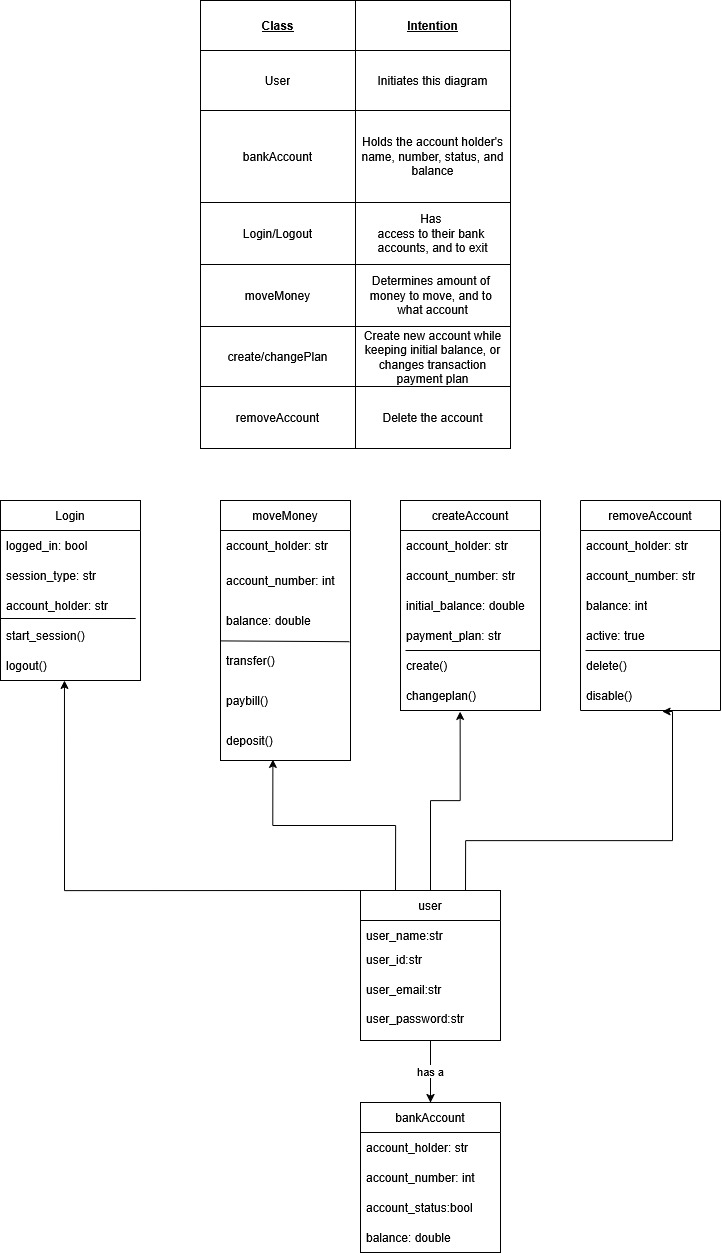 Class
Intention
User
Initiates this diagram
bankAccount
Holds the account holder's
name, number, status, and
balance
Login/Logout
Has
access to their bank
accounts, and to exit
moveMoney
Determines amount of
money to move, and to
what account
create/changePlan
Create new account while
keeping initial balance, or
changes transaction
payment plan
removeAccount
Delete the account
Login
logged_in: bool
session_type: str
account_holder: str
start_session()
logout()
moveMoney
account_holder: str
account_number: int
balance: double
transfer()
paybill()
deposit()
createAccount
account_holder: str
account_number: str
initial_balance: double
payment_plan: str
create()
changeplan()
removeAccount
account_holder: str
account_number: str
balance: int
active: true
delete()
disable()
user
user_name:str
user_id:str
user_email:str
user_password:str
has a
bankAccount
account_holder: str
account_number: int
account_status:bool
balance: double